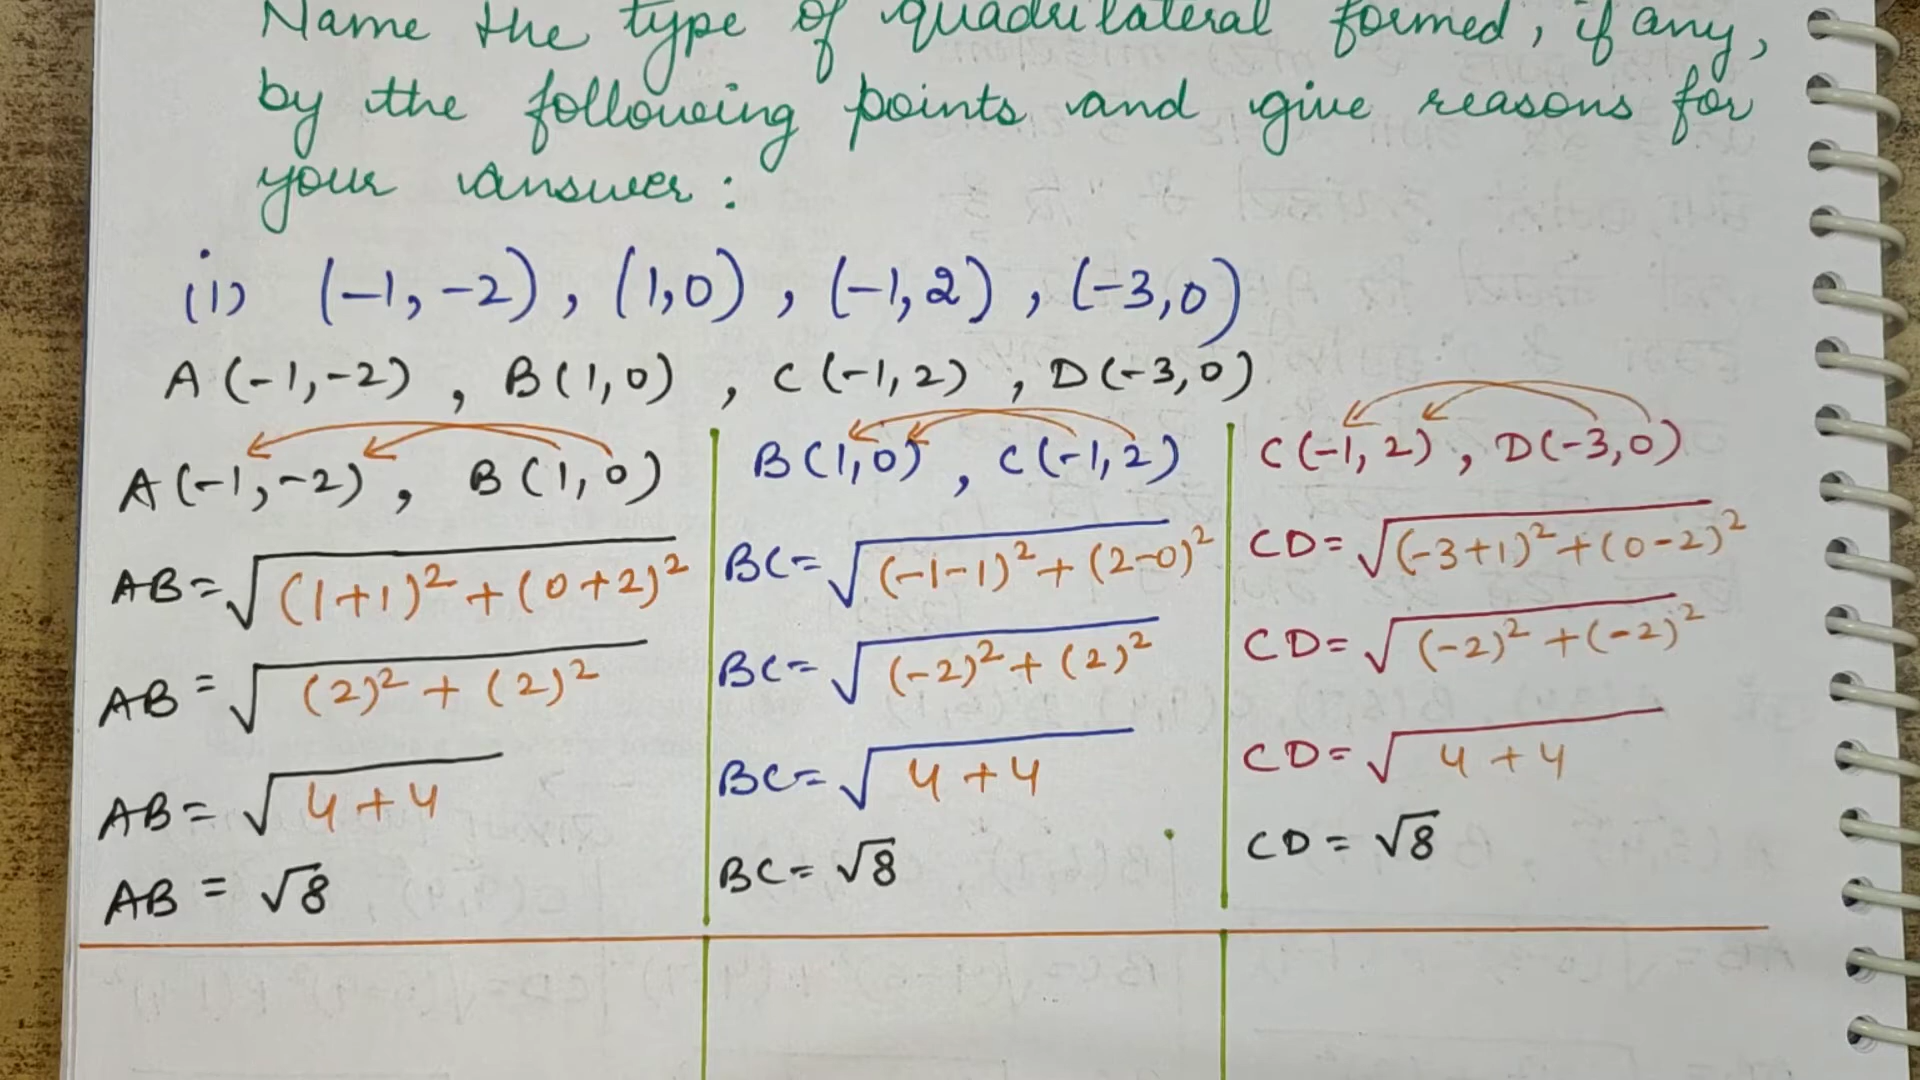 Name the type of quadrilateral formed, if any,
by the following points and give reasons for
your answer :
(i) (-1,-2), (1,0), (-1,2), (-3,0)
A(-1,-2), B(1,0), C(-1,2), D(-3,0)
A(-1,-2), B(1,0)
AB=√(1+1)²+(0+2)²
AB=√(2)²+(2)²
AB=√4+4
AB=√8
B(1,0), C(-1,2)
BC=√(-1-1)²+(2-0)²
BC=√(-2)²+(2)²
BC=√4+4
BC=√8
C(-1,2), D(-3,0)
CD=√(-3+1)²+(0-2)²
CD=√(-2)²+(-2)²
CD=√4+4
CD=√8